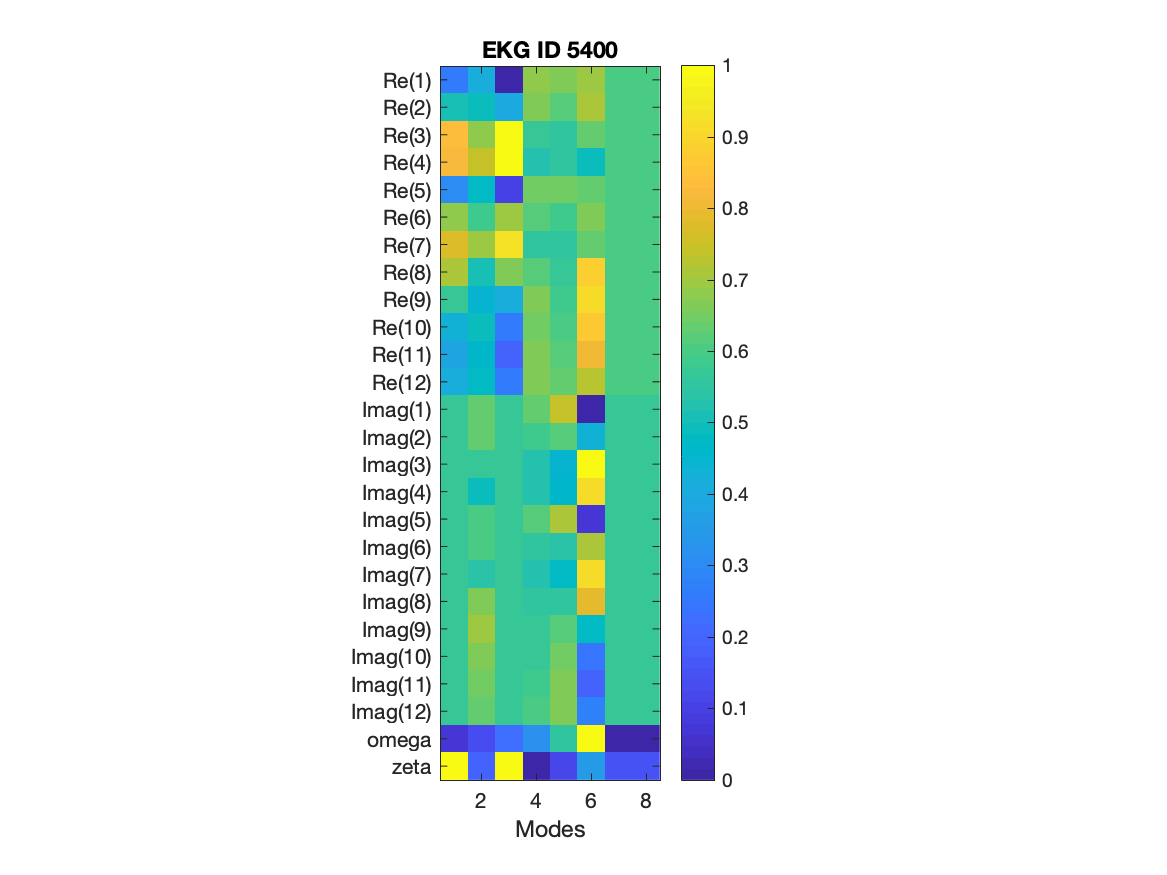 EKG ID 5400
Re(1)
Re(2)
Re(3)
Re(4)
Re(5)
Re(6)
Re(7)
Re(8)
Re(9)
Re(10)
Re(11)
Re(12)
Imag(1)
Imag(2)
Imag(3)
Imag(4)
Imag(5)
Imag(6)
Imag(7)
Imag(8)
Imag(9)
Imag(10)
Imag(11)
Imag(12)
omega
zeta
2 4 6 8
Modes
1
0.9
0.8
0.7
0.6
0.5
0.4
0.3
0.2
0.1
0